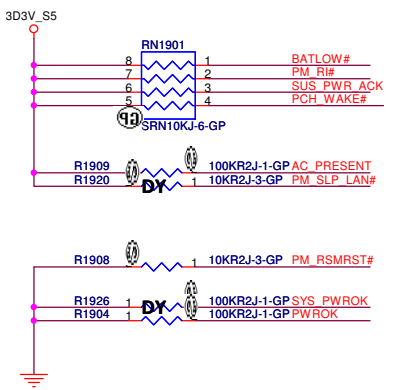 3D3V_S5
RN1901
8 1 BATLOW#
7 2 PM_RI#
6 3 SUS_PWR_ACK
5 4 PCH_WAKE#
SRN10KJ-6-GP
R1909 100KR2J-1-GP AC_PRESENT
R1920 DY 1 10KR2J-3-GP PM_SLP_LAN#
R1908 1 10KR2J-3-GP PM_RSMRST#
R1926 1 DY 100KR2J-1-GP SYS_PWROK
R1904 1 100KR2J-1-GP PWROK